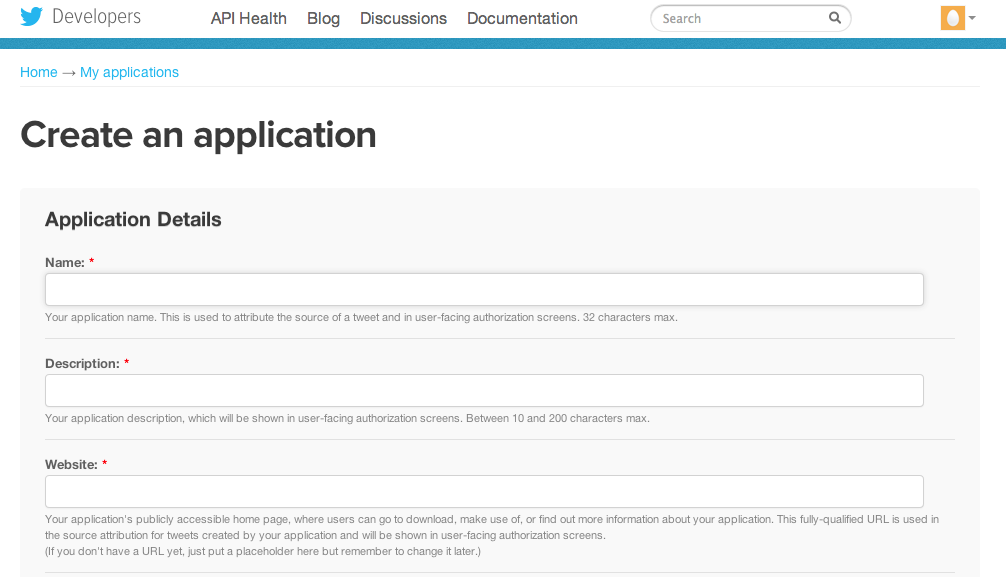 Developers API Health Blog Discussions Documentation Search
Home → My applications
Create an application
Application Details
Name: *
Your application name. This is used to attribute the source of a tweet and in user-facing authorization screens. 32 characters max.
Description: *
Your application description, which will be shown in user-facing authorization screens. Between 10 and 200 characters max.
Website: *
Your application's publicly accessible home page, where users can go to download, make use of, or find out more information about your application. This fully-qualified URL is used in
the source attribution for tweets created by your application and will be shown in user-facing authorization screens.
(If you don't have a URL yet, just put a placeholder here but remember to change it later.)